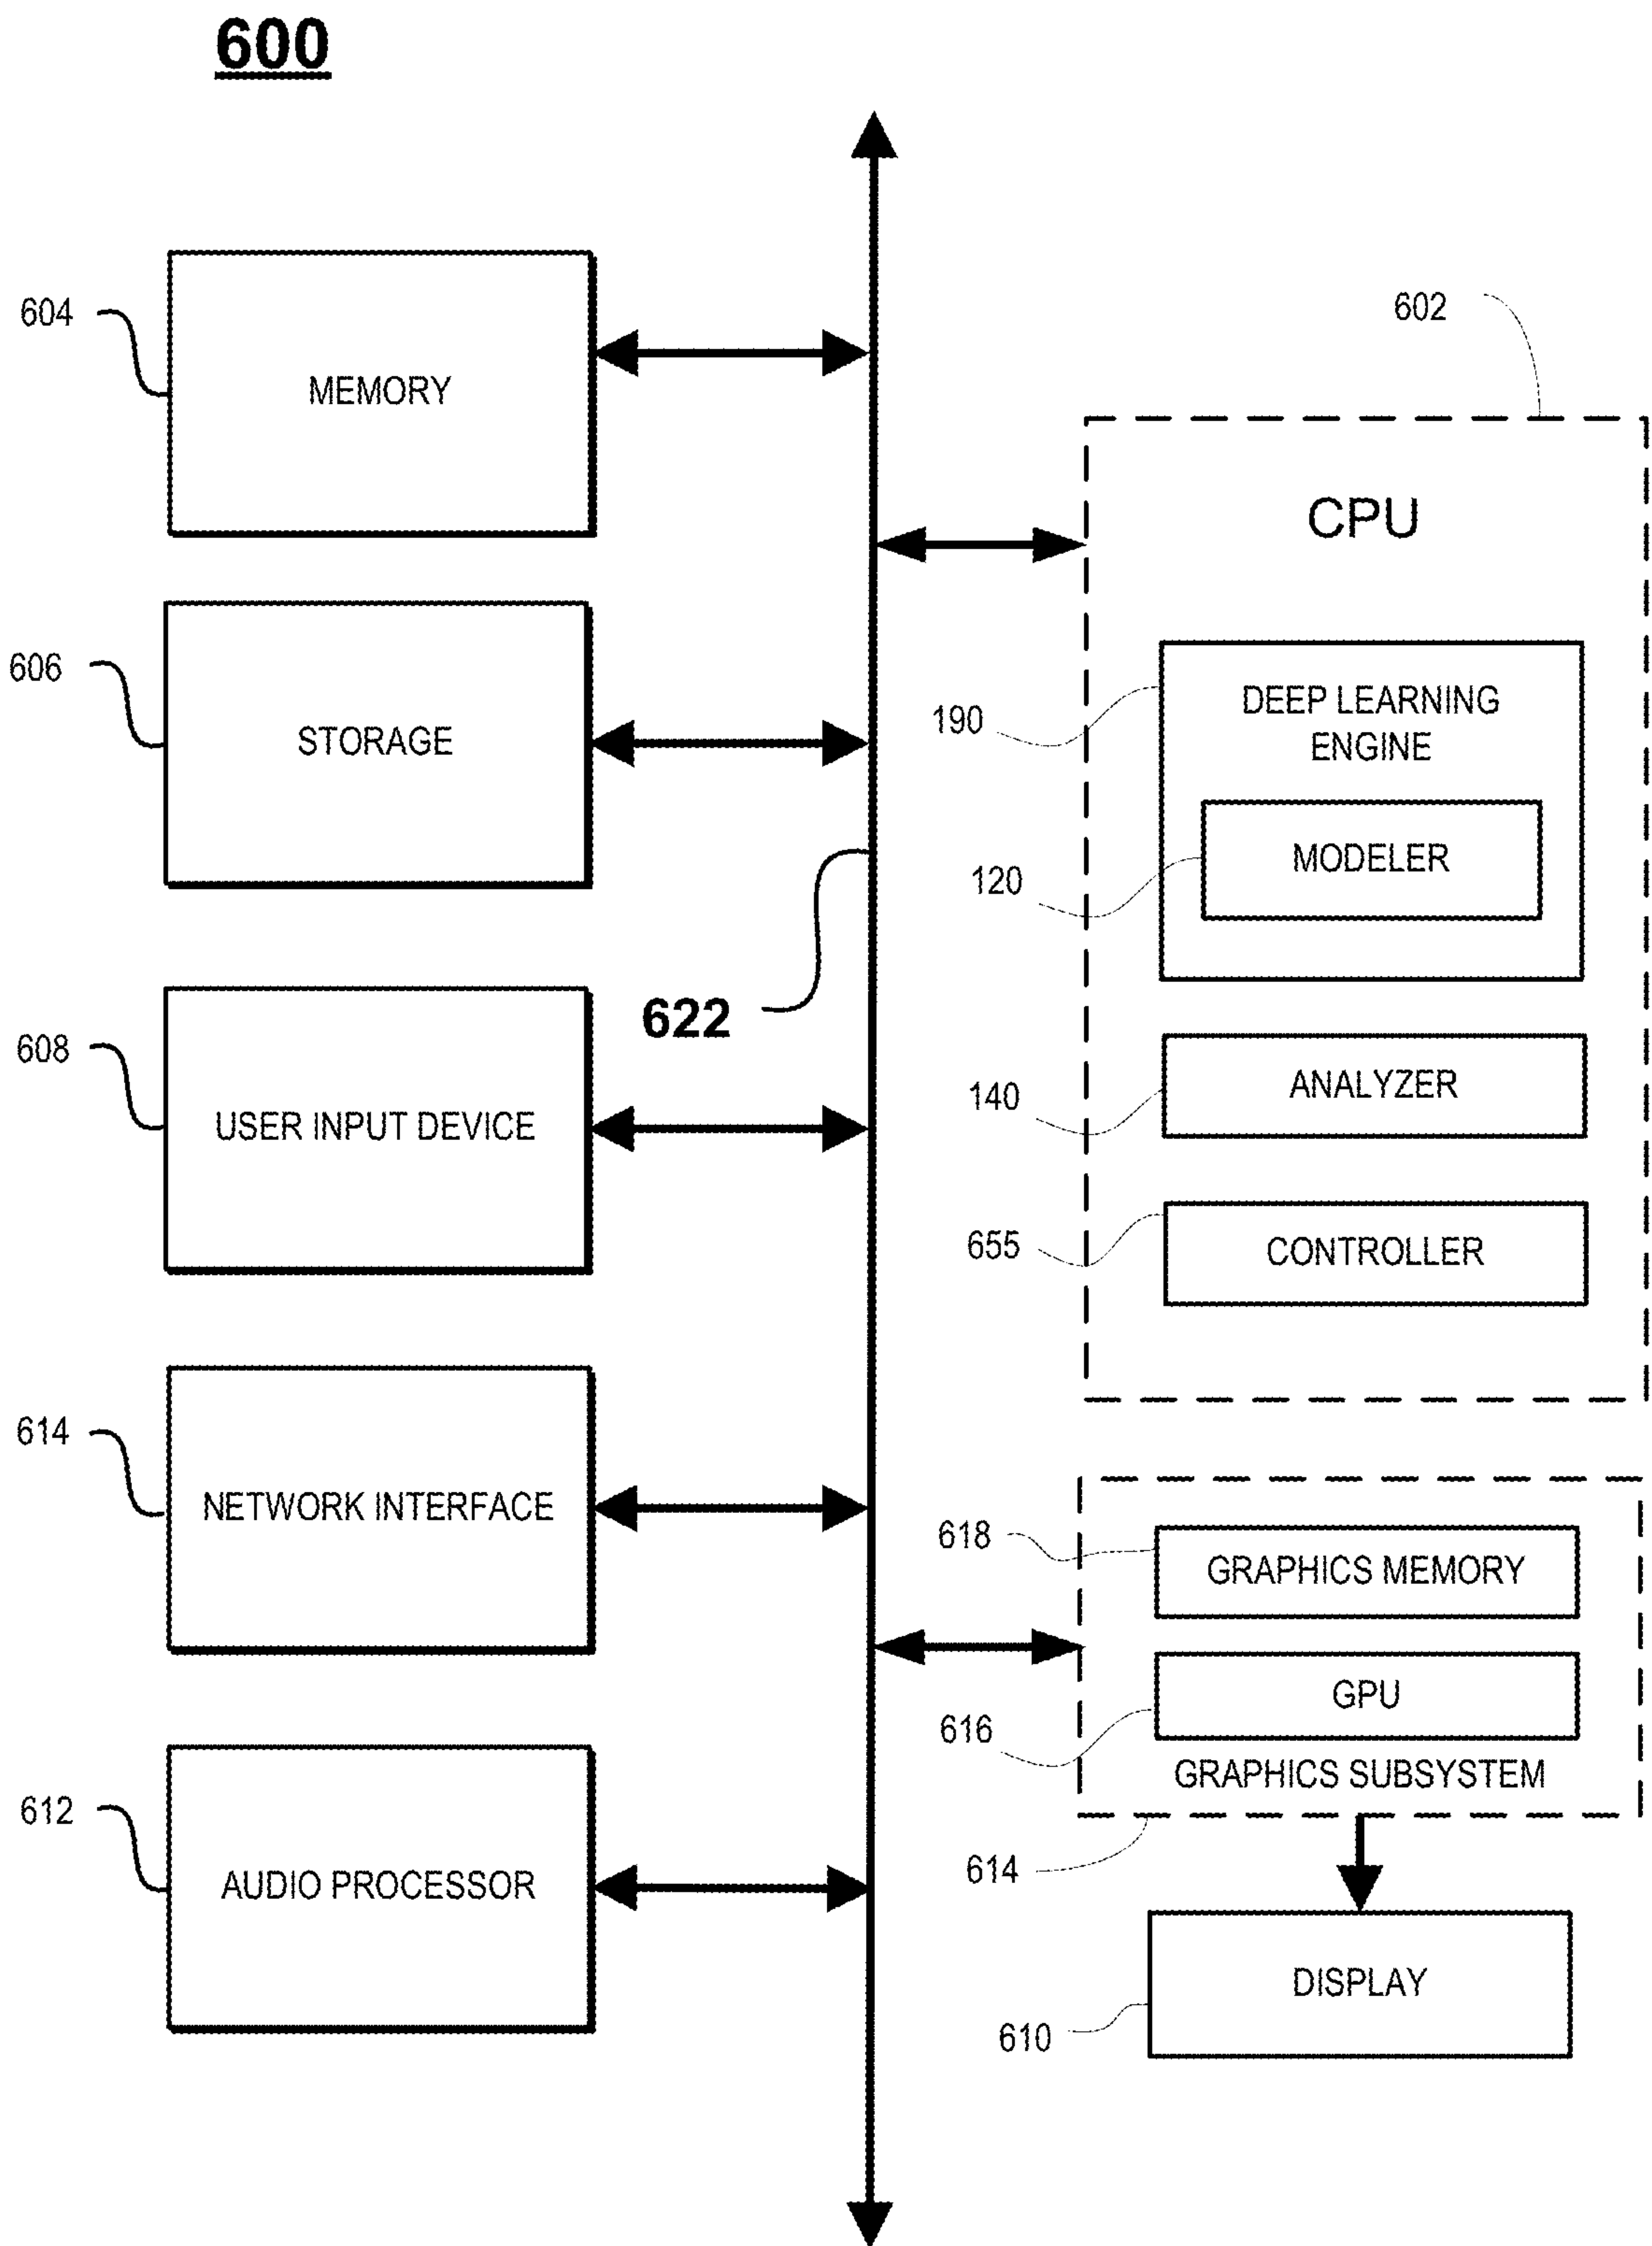 600
604
MEMORY
606
STORAGE
608
USER INPUT DEVICE
614
NETWORK INTERFACE
612
AUDIO PROCESSOR
622
602
CPU
190
DEEP LEARNING
ENGINE
120
MODELER
140
ANALYZER
655
CONTROLLER
618
GRAPHICS MEMORY
616
GPU
GRAPHICS SUBSYSTEM
614
DISPLAY
610